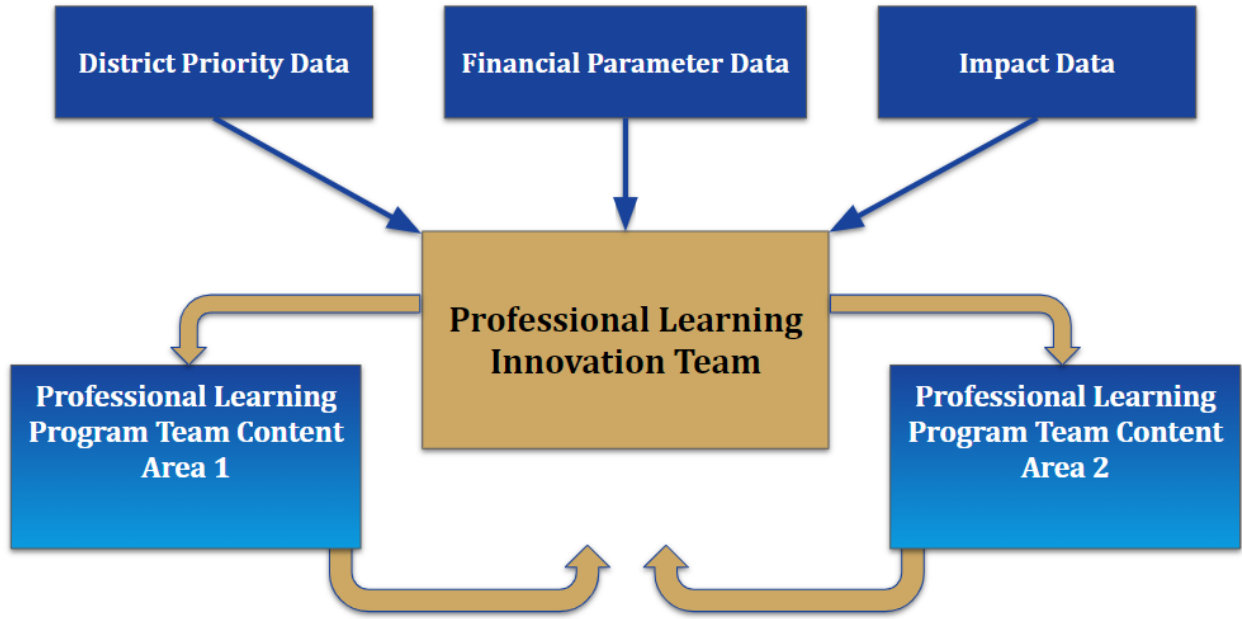 District Priority Data
Financial Parameter Data
Impact Data
Professional Learning
Innovation Team
Professional Learning
Program Team Content
Area 1
Professional Learning
Program Team Content
Area 2